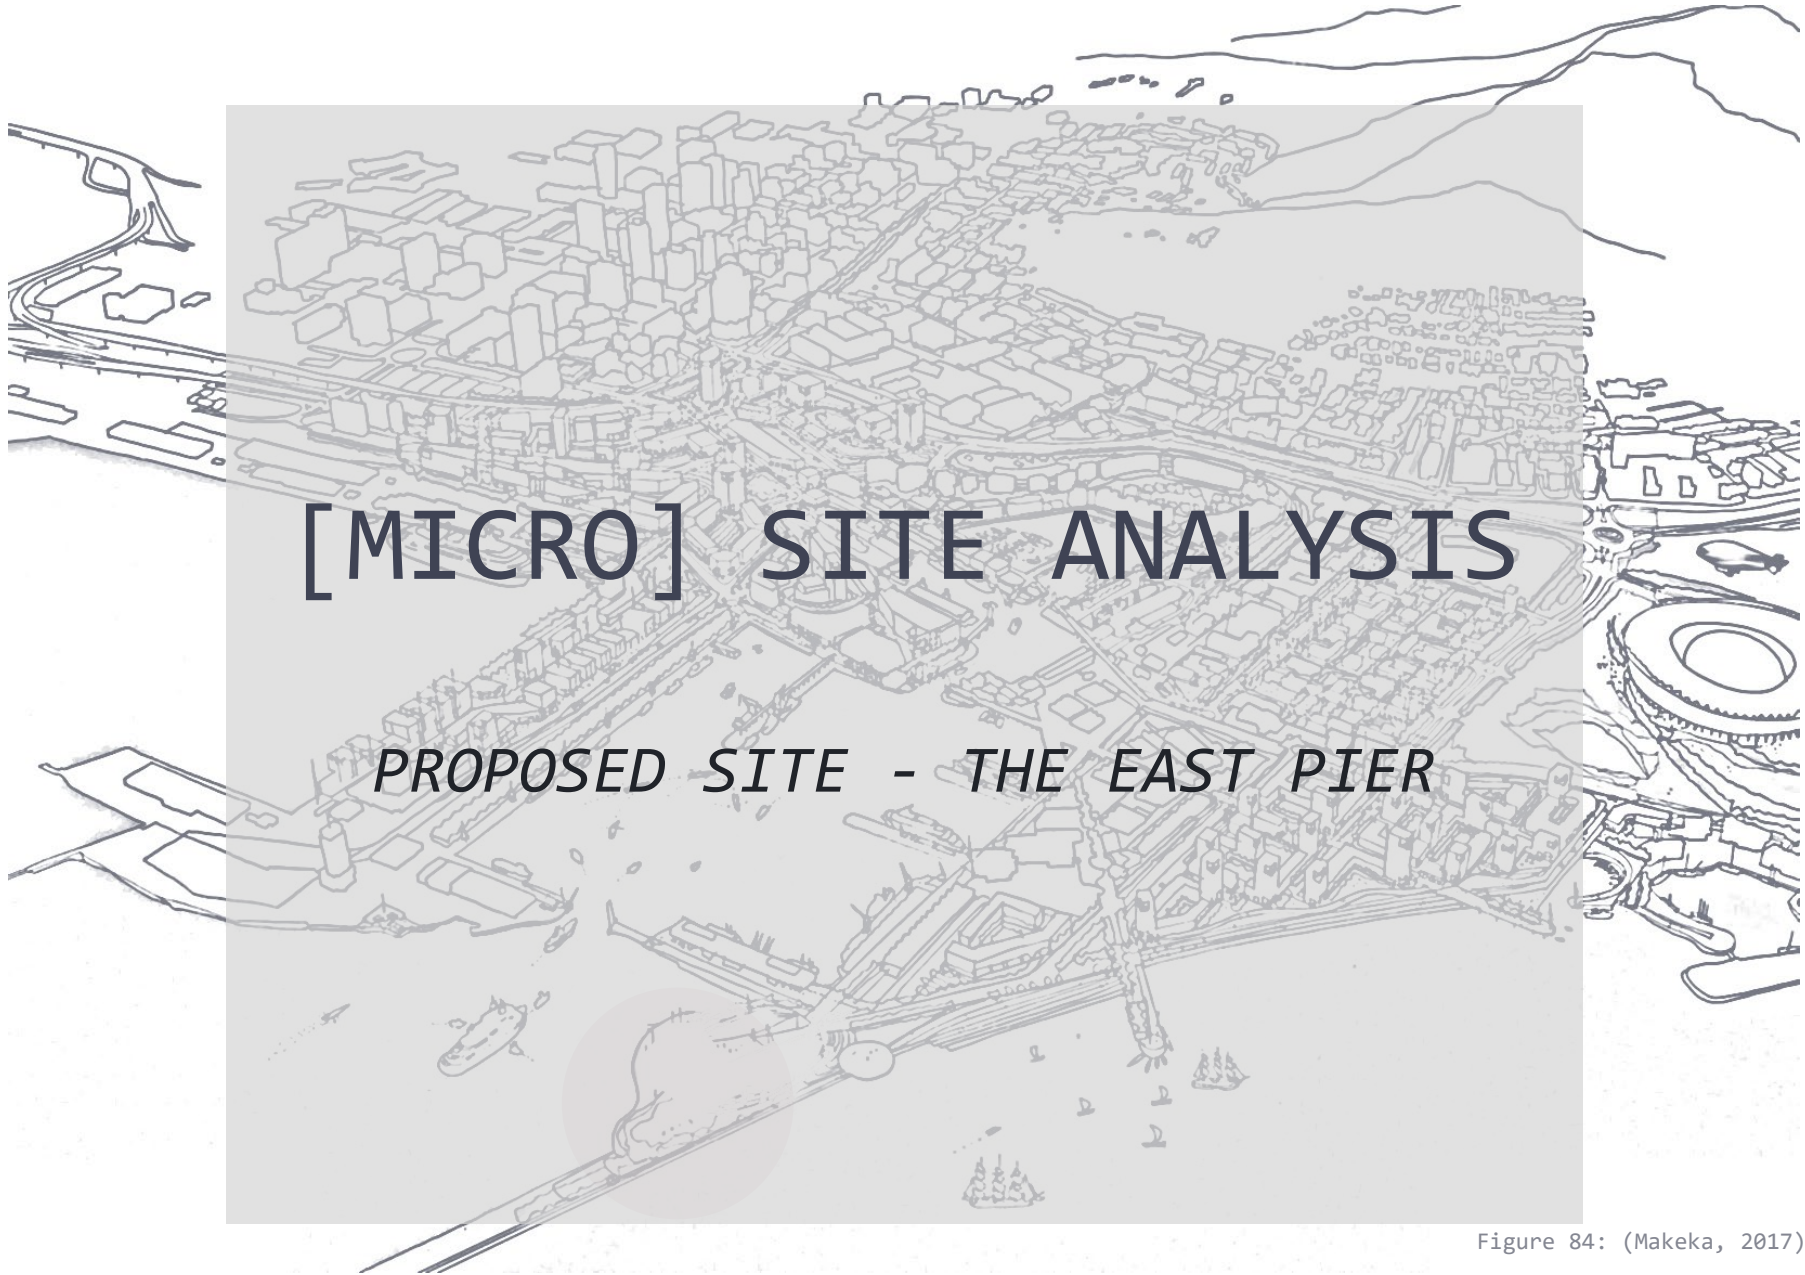 [MICRO] SITE ANALYSIS
PROPOSED SITE - THE EAST PIER
Figure 84: (Makeka, 2017)